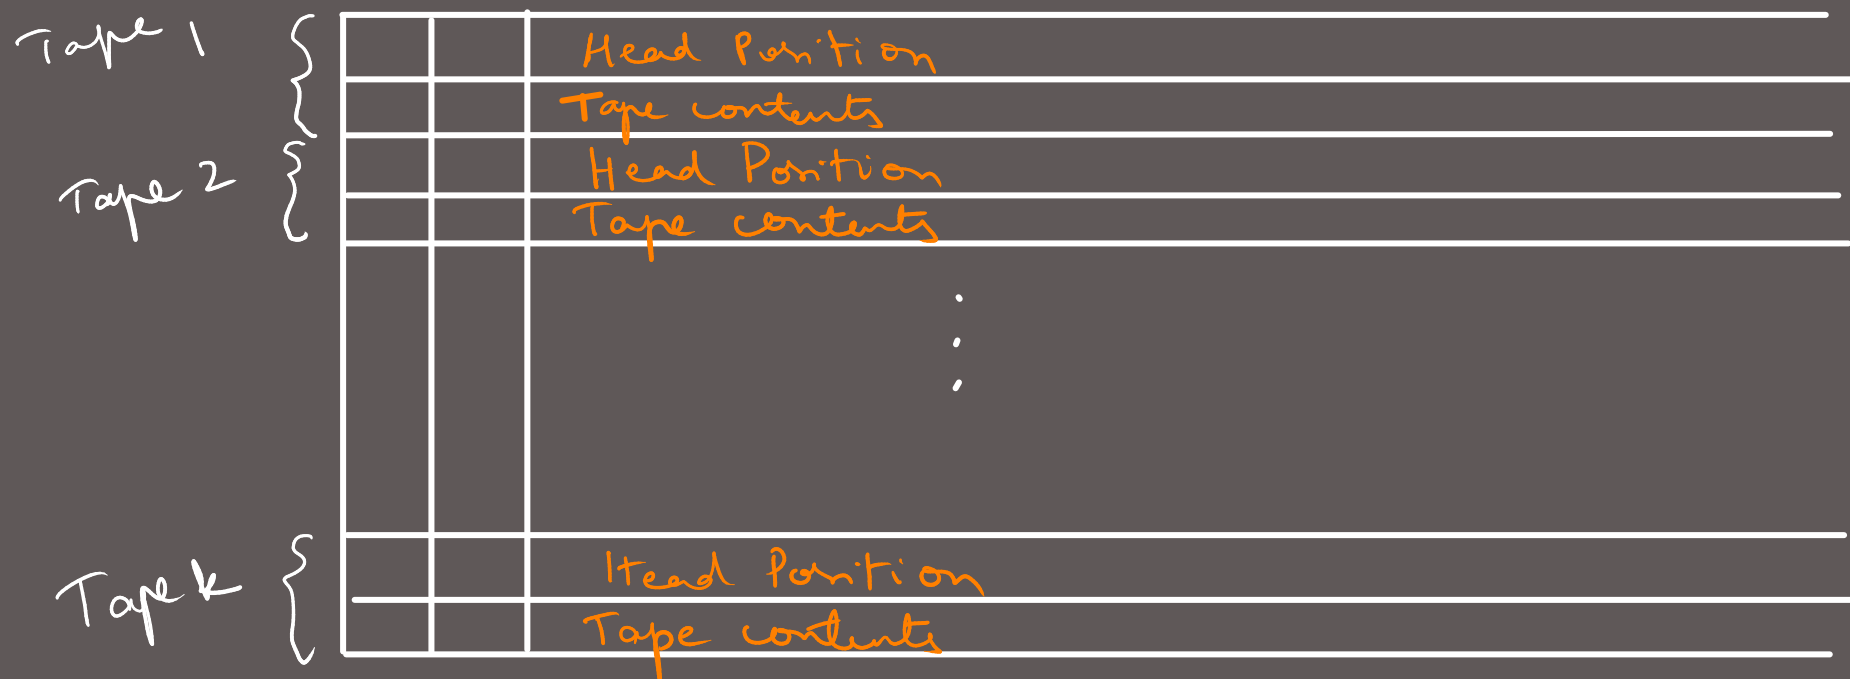 Tape 1
Head Position
Tape contents
Tape 2
Head Position
Tape contents
Tape k
Head Position
Tape contents